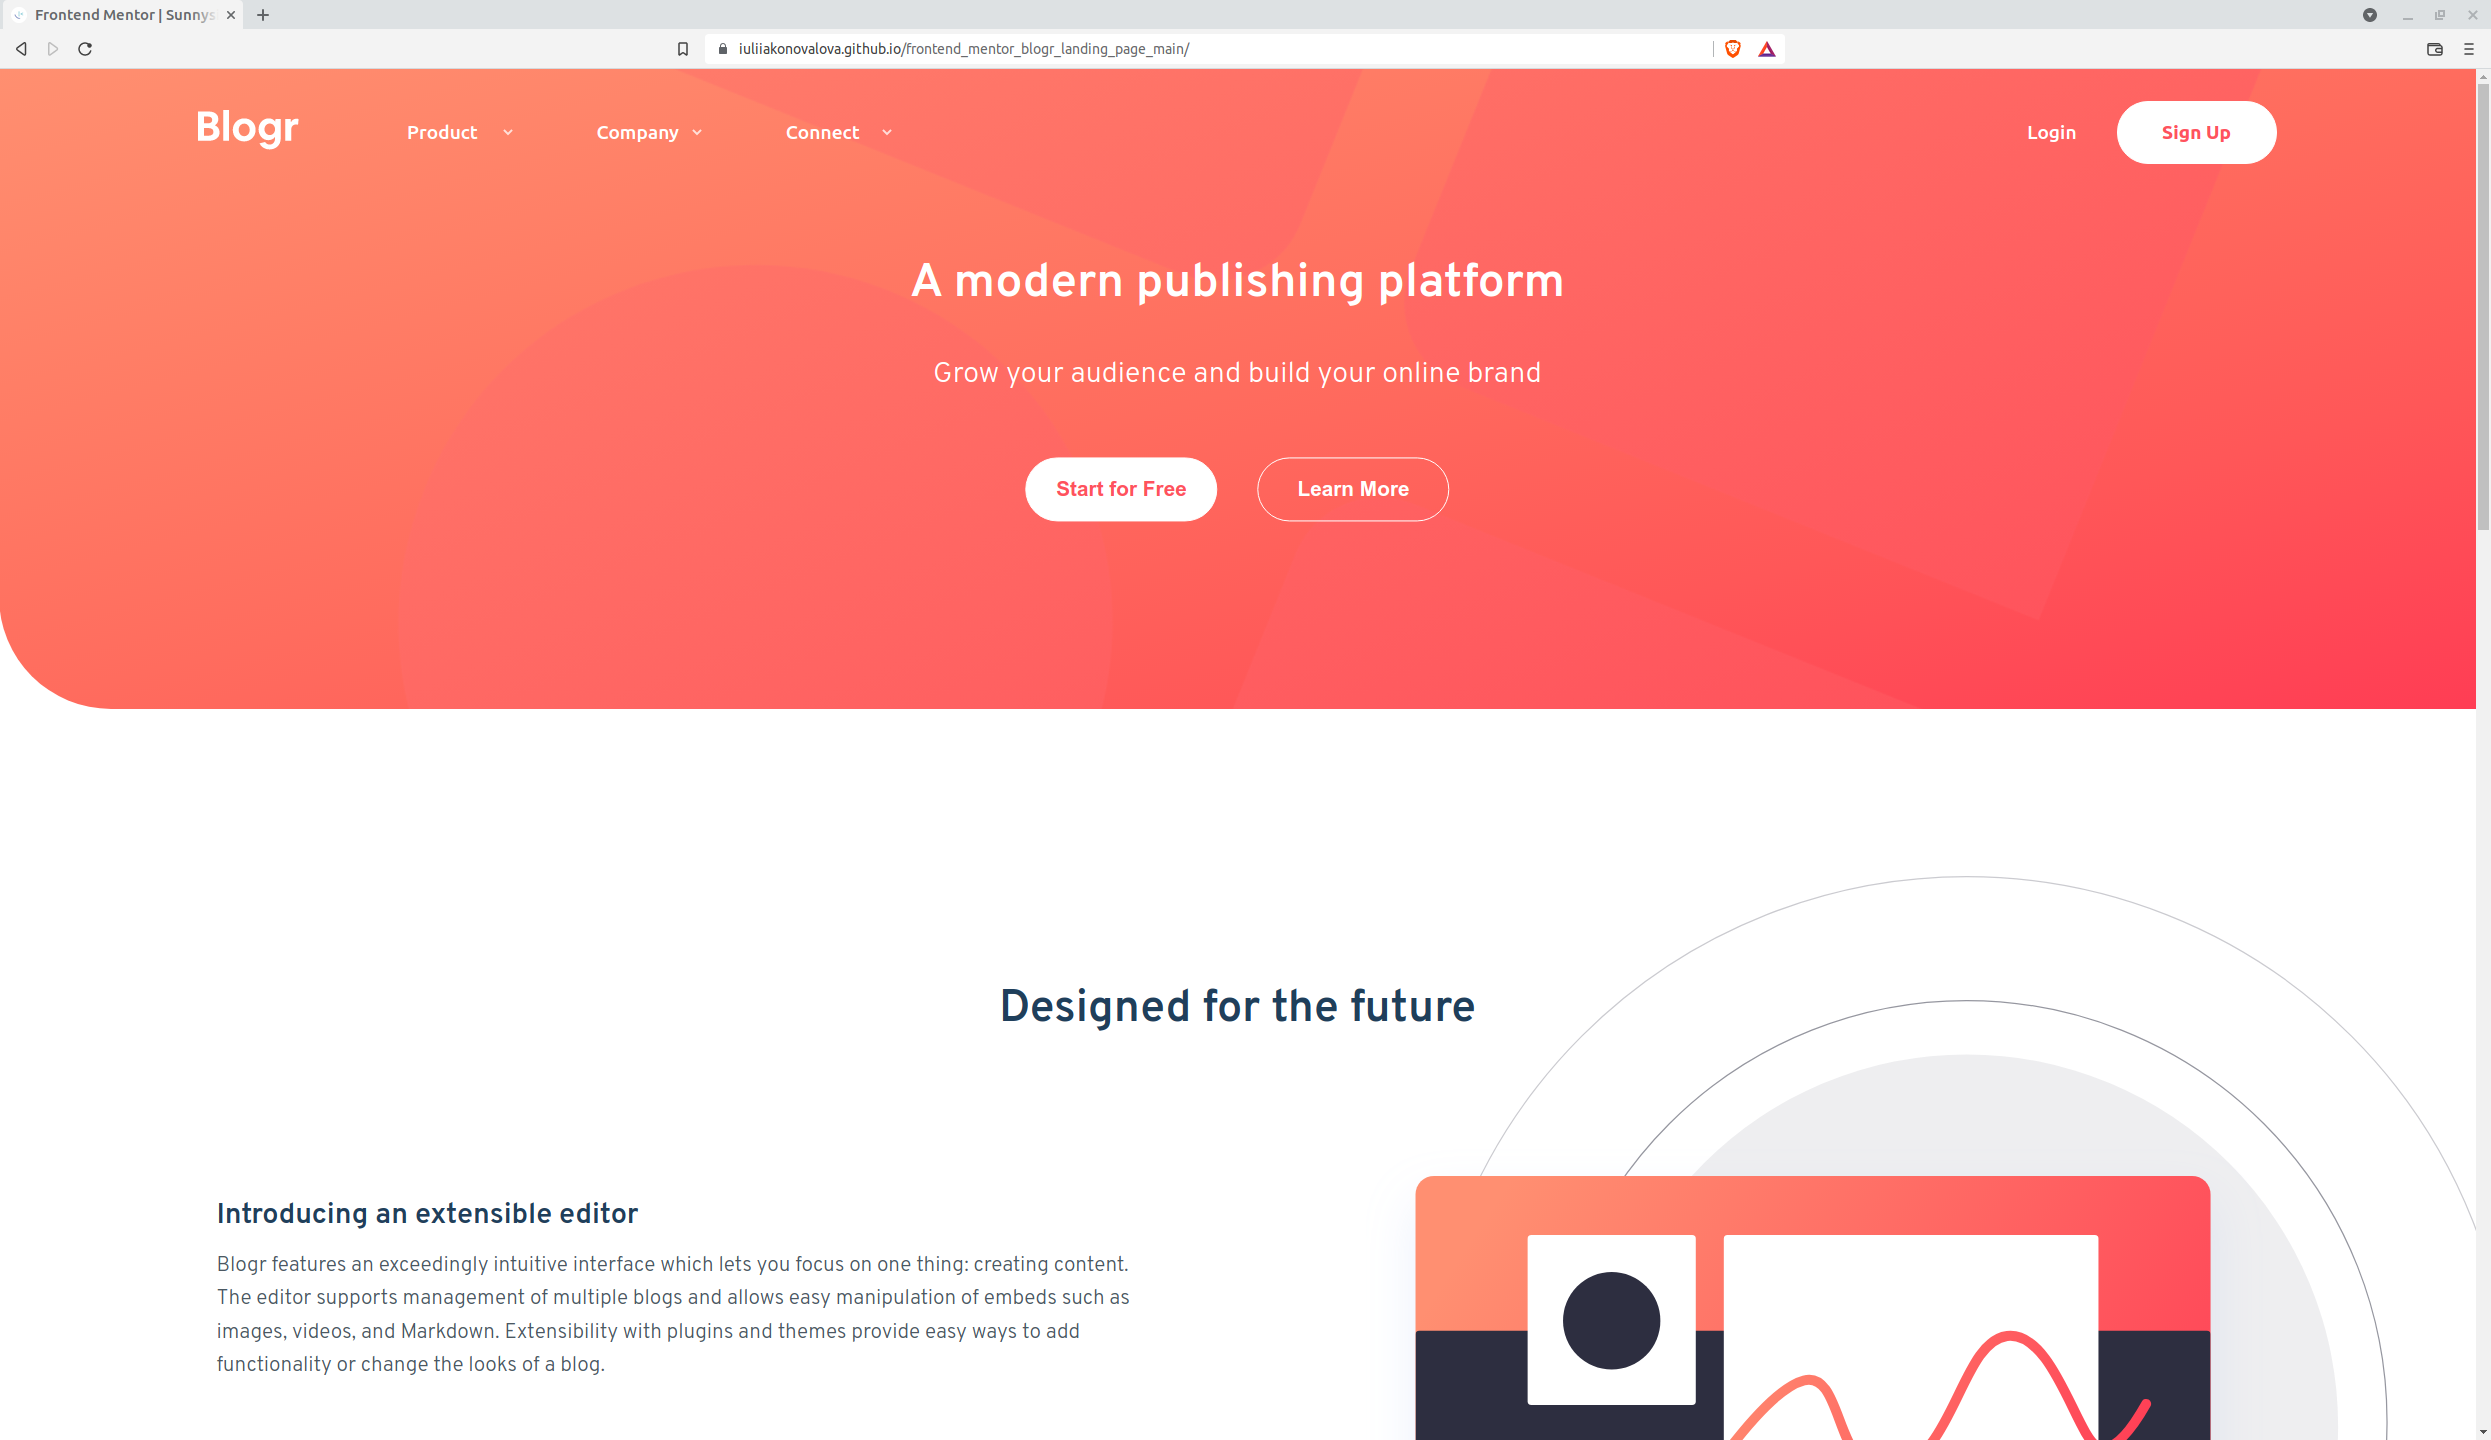 Frontend Mentor | Sunnys
iuliiakonovalova.github.io/frontend_mentor_blogr_landing_page_main/
Blogr Product Company Connect Login Sign Up
A modern publishing platform
Grow your audience and build your online brand
Start for Free Learn More
Designed for the future
Introducing an extensible editor
Blogr features an exceedingly intuitive interface which lets you focus on one thing: creating content.
The editor supports management of multiple blogs and allows easy manipulation of embeds such as
images, videos, and Markdown. Extensibility with plugins and themes provide easy ways to add
functionality or change the looks of a blog.